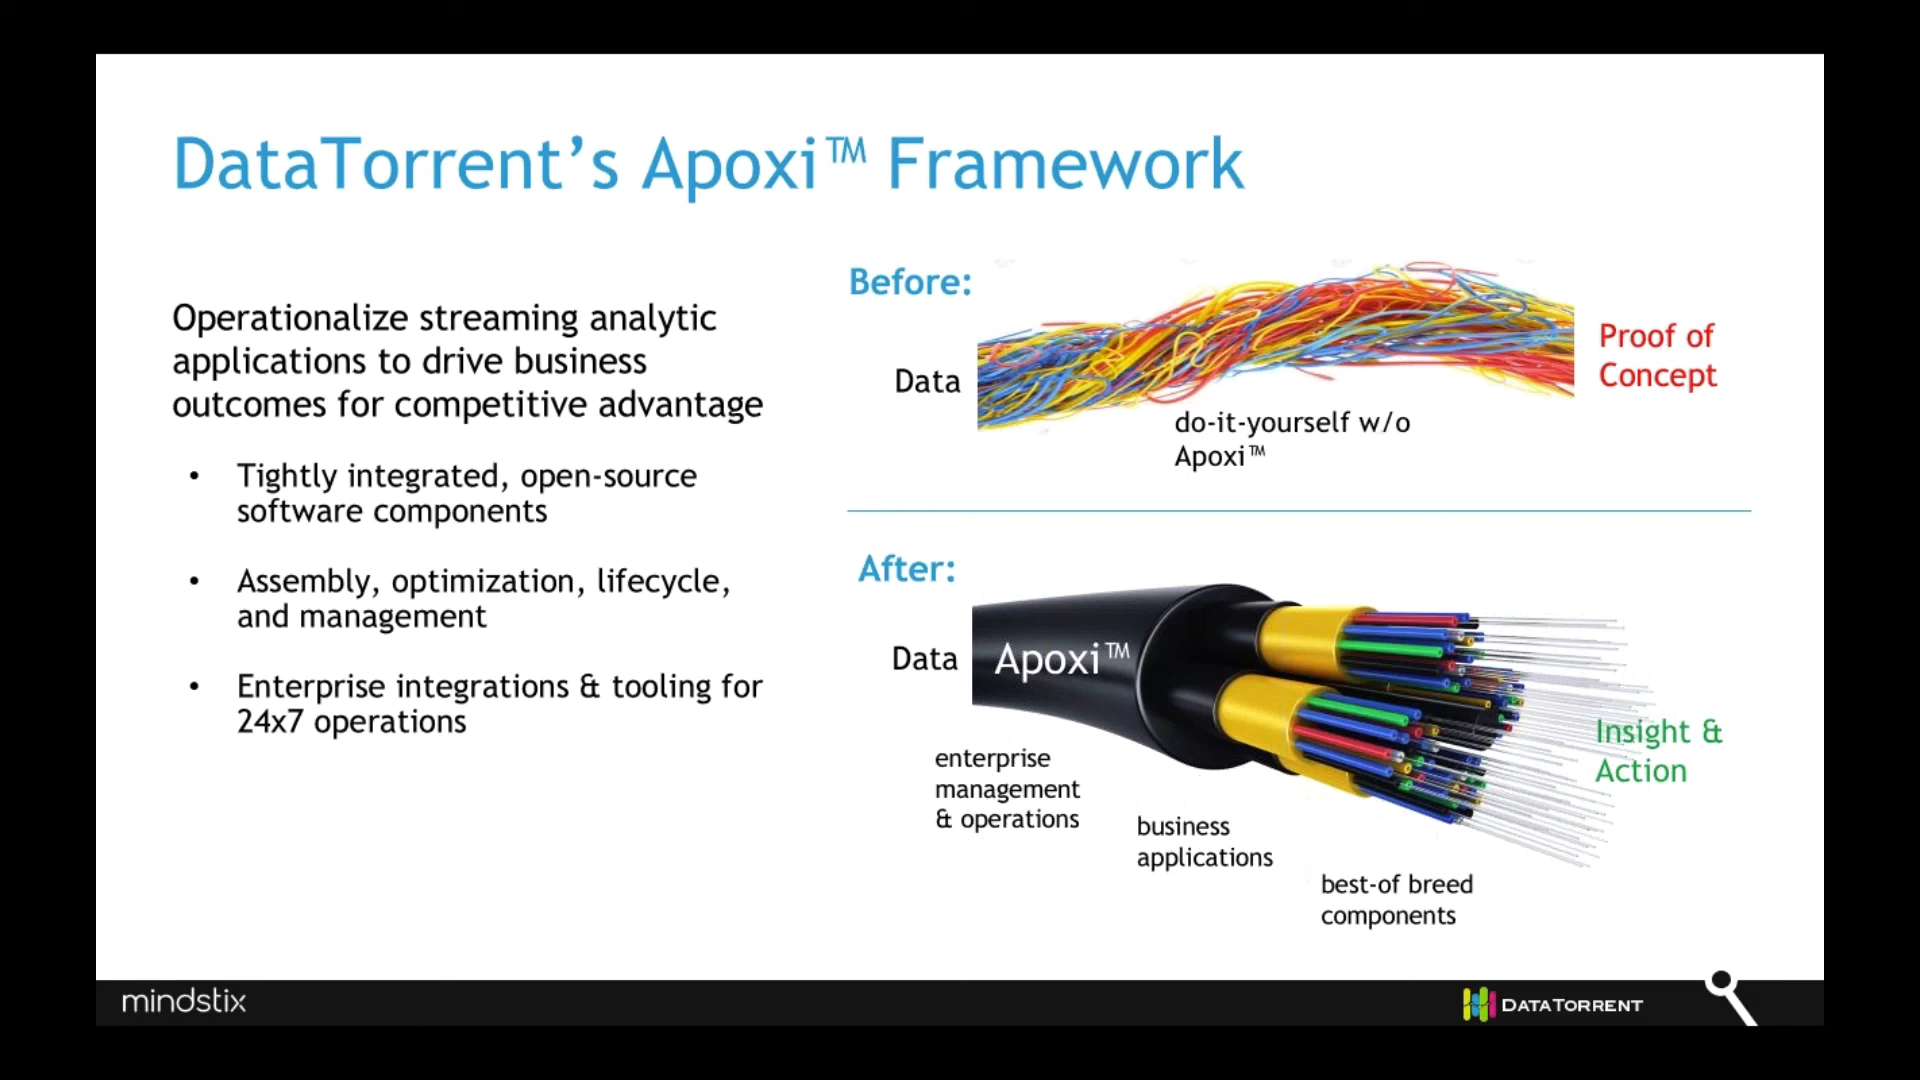 DataTorrent’s Apoxi™ Framework
Operationalize streaming analytic
applications to drive business
outcomes for competitive advantage
• Tightly integrated, open-source
software components
• Assembly, optimization, lifecycle,
and management
• Enterprise integrations & tooling for
24x7 operations
Before:
Data
Proof of
Concept
do-it-yourself w/o
Apoxi™
After:
Data
Apoxi™
Insight &
Action
enterprise
management
& operations
business
applications
best-of breed
components
mindstix
DATATORRENT